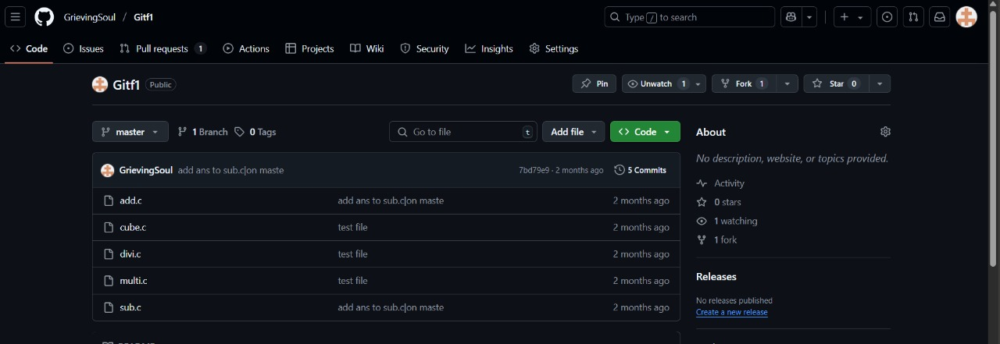 GrievingSoul / Gitf1 Type / to search
Code Issues Pull requests 1 Actions Projects Wiki Security Insights Settings
Gitf1 Public Pin Unwatch 1 Fork 1 Star 0
master 1 Branch 0 Tags Go to file t Add file Code
About
No description, website, or topics provided.
GrievingSoul add ans to sub.c|on maste 7bd79e9 · 2 months ago 5 Commits
add.c add ans to sub.c|on maste 2 months ago
cube.c test file 2 months ago
divi.c test file 2 months ago
multi.c test file 2 months ago
sub.c add ans to sub.c|on maste 2 months ago
Activity
0 stars
1 watching
1 fork
Releases
No releases published
Create a new release